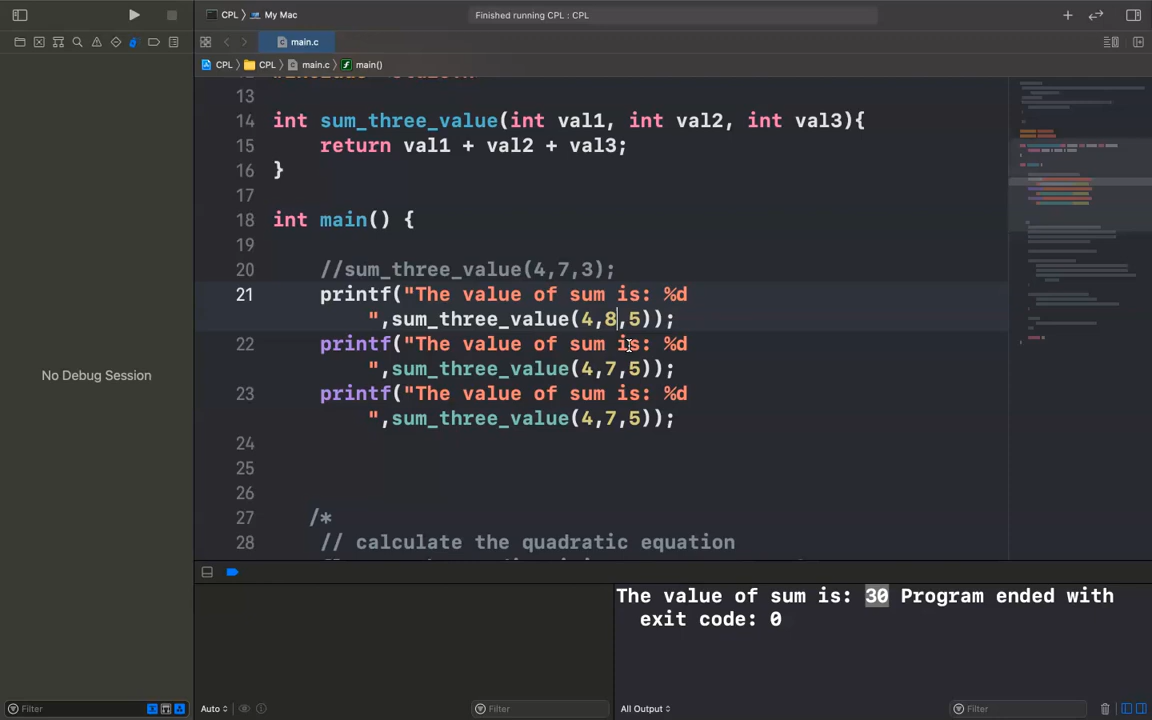 CPL 〉 My Mac
Finished running CPL : CPL
main.c
CPL 〉 CPL 〉 main.c 〉 main()
13
14 int sum_three_value(int val1, int val2, int val3){
15 return val1 + val2 + val3;
16 }
17
18 int main() {
19
20 //sum_three_value(4,7,3);
21 printf("The value of sum is: %d
",sum_three_value(4,8,5));
22 printf("The value of sum is: %d
",sum_three_value(4,7,5));
23 printf("The value of sum is: %d
",sum_three_value(4,7,5));
24
25
26
27 /*
28 // calculate the quadratic equation
No Debug Session
The value of sum is: 30 Program ended with
exit code: 0
Filter
Auto
Filter
All Output
Filter